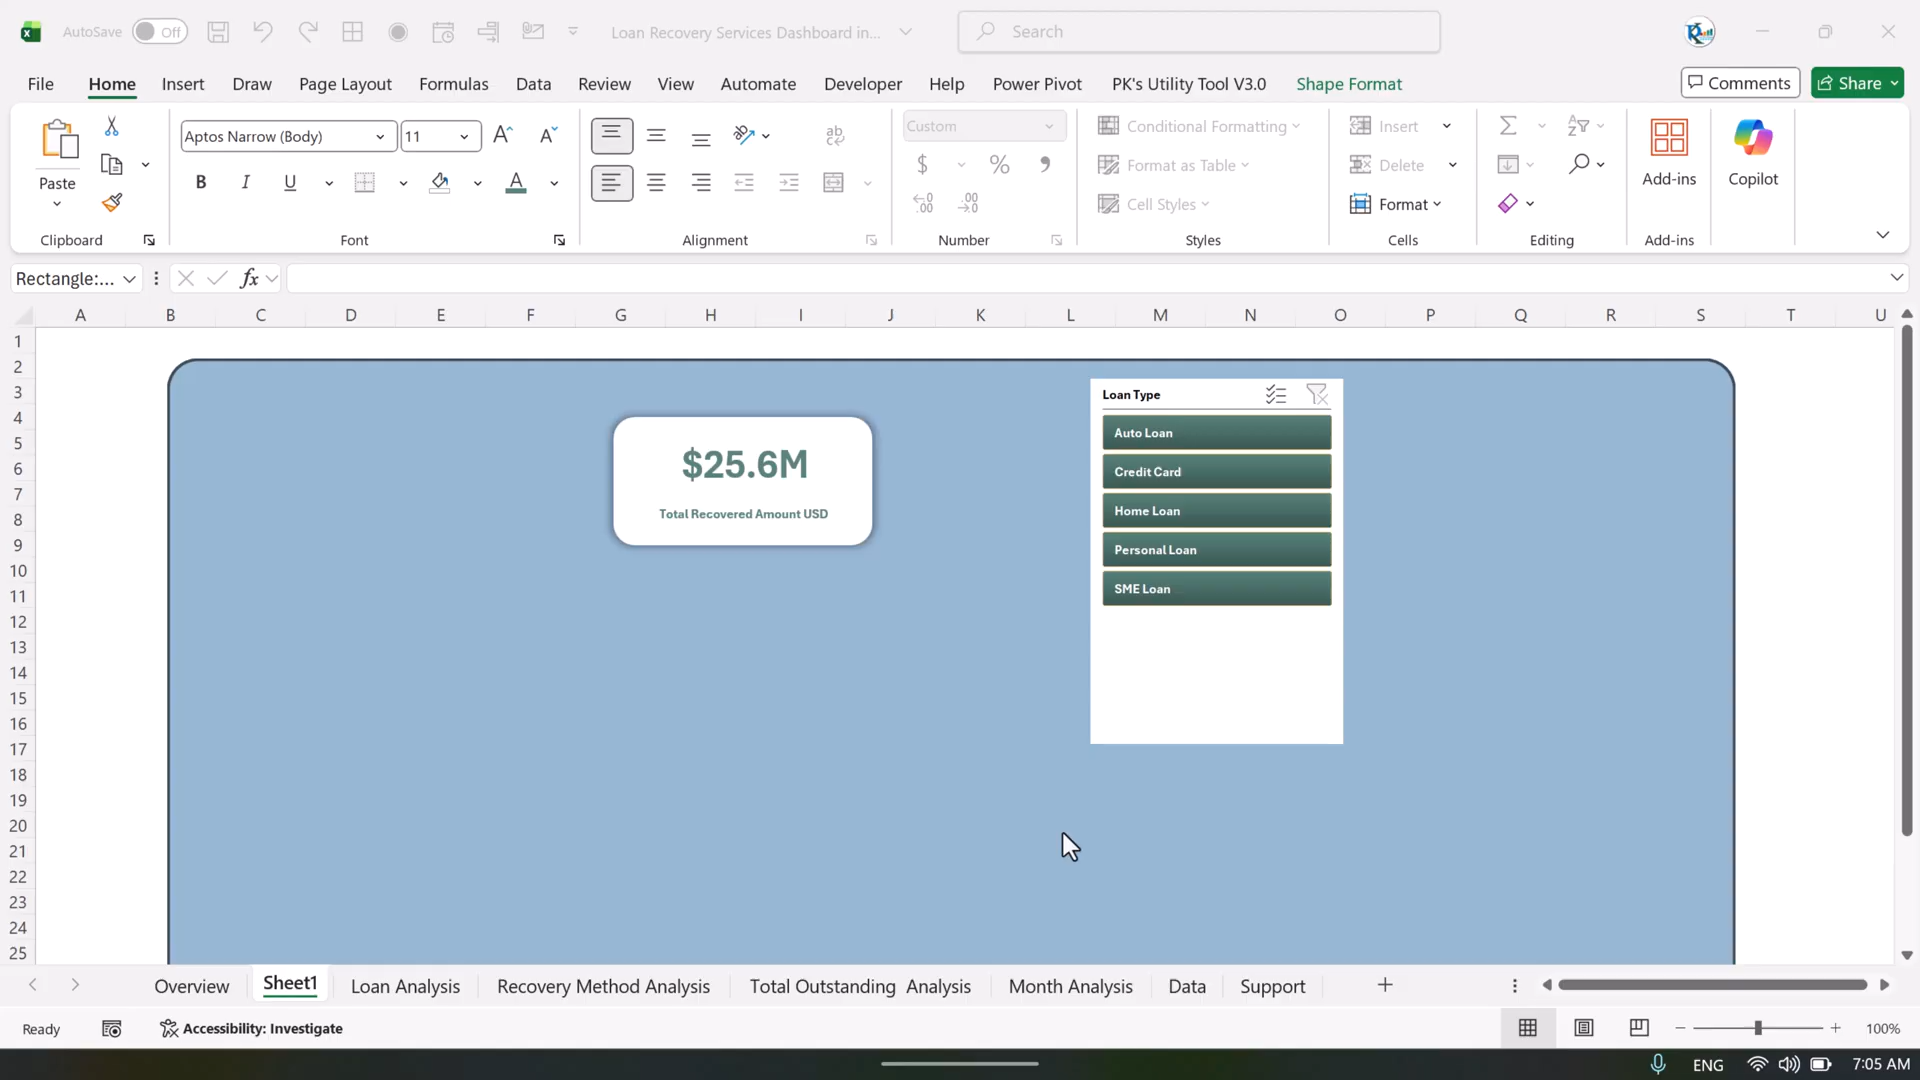 AutoSave Off Loan Recovery Services Dashboard in... Search
File Home Insert Draw Page Layout Formulas Data Review View Automate Developer Help Power Pivot PK's Utility Tool V3.0 Shape Format Comments Share
Aptos Narrow (Body) 11 A A ab Custom Conditional Formatting Insert Σ
Paste B I U A $ % 9 Format as Table Delete Add-ins Copilot
.00 .00 Cell Styles Format
Clipboard Font Alignment Number Styles Cells Editing Add-ins
Rectangle:... fx
A B C D E F G H I J K L M N O P Q R S T U
1
2
3
4
5
6
7
8
9
10
11
12
13
14
15
16
17
18
19
20
21
22
23
24
25
$25.6M
Total Recovered Amount USD
Loan Type
Auto Loan
Credit Card
Home Loan
Personal Loan
SME Loan
Overview Sheet1 Loan Analysis Recovery Method Analysis Total Outstanding Analysis Month Analysis Data Support
Ready Accessibility: Investigate 100%
ENG 7:05 AM